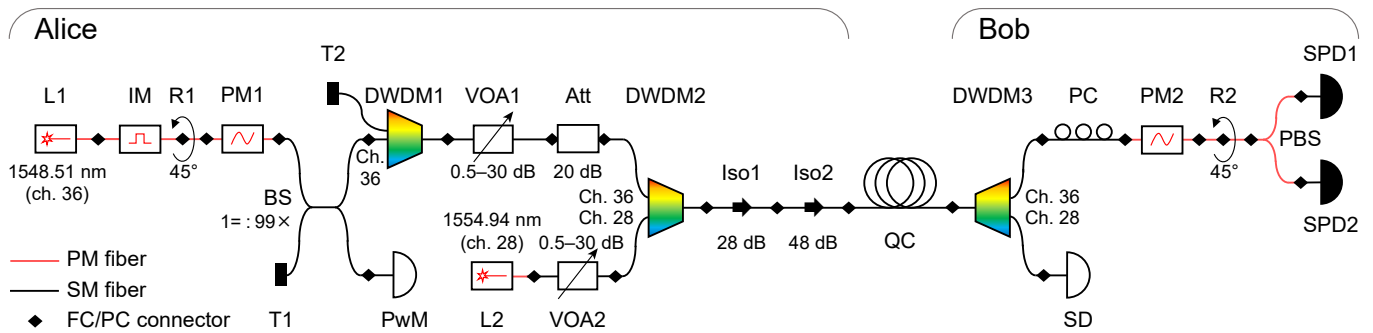 Alice
Bob
T2
SPD1
L1
IM
R1
PM1
DWDM1
VOA1
Att
DWDM2
DWDM3
PC
PM2
R2
1548.51 nm
(ch. 36)
45°
Ch.
36
0.5–30 dB
20 dB
PBS
45°
BS
1= : 99×
Ch. 36
Ch. 28
Iso1
Iso2
Ch. 36
Ch. 28
SPD2
1554.94 nm
(ch. 28)
0.5–30 dB
28 dB
48 dB
QC
PM fiber
SM fiber
FC/PC connector
T1
PwM
L2
VOA2
SD